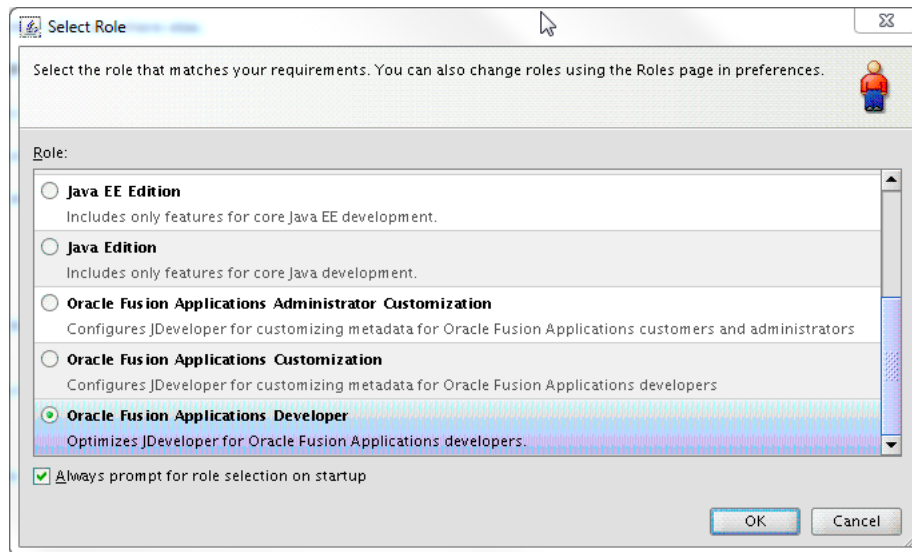 Select Role
Select the role that matches your requirements. You can also change roles using the Roles page in preferences.
Role:
Java EE Edition
Includes only features for core Java EE development.
Java Edition
Includes only features for core Java development.
Oracle Fusion Applications Administrator Customization
Configures JDeveloper for customizing metadata for Oracle Fusion Applications customers and administrators
Oracle Fusion Applications Customization
Configures JDeveloper for customizing metadata for Oracle Fusion Applications developers
Oracle Fusion Applications Developer
Optimizes JDeveloper for Oracle Fusion Applications developers.
Always prompt for role selection on startup
OK Cancel